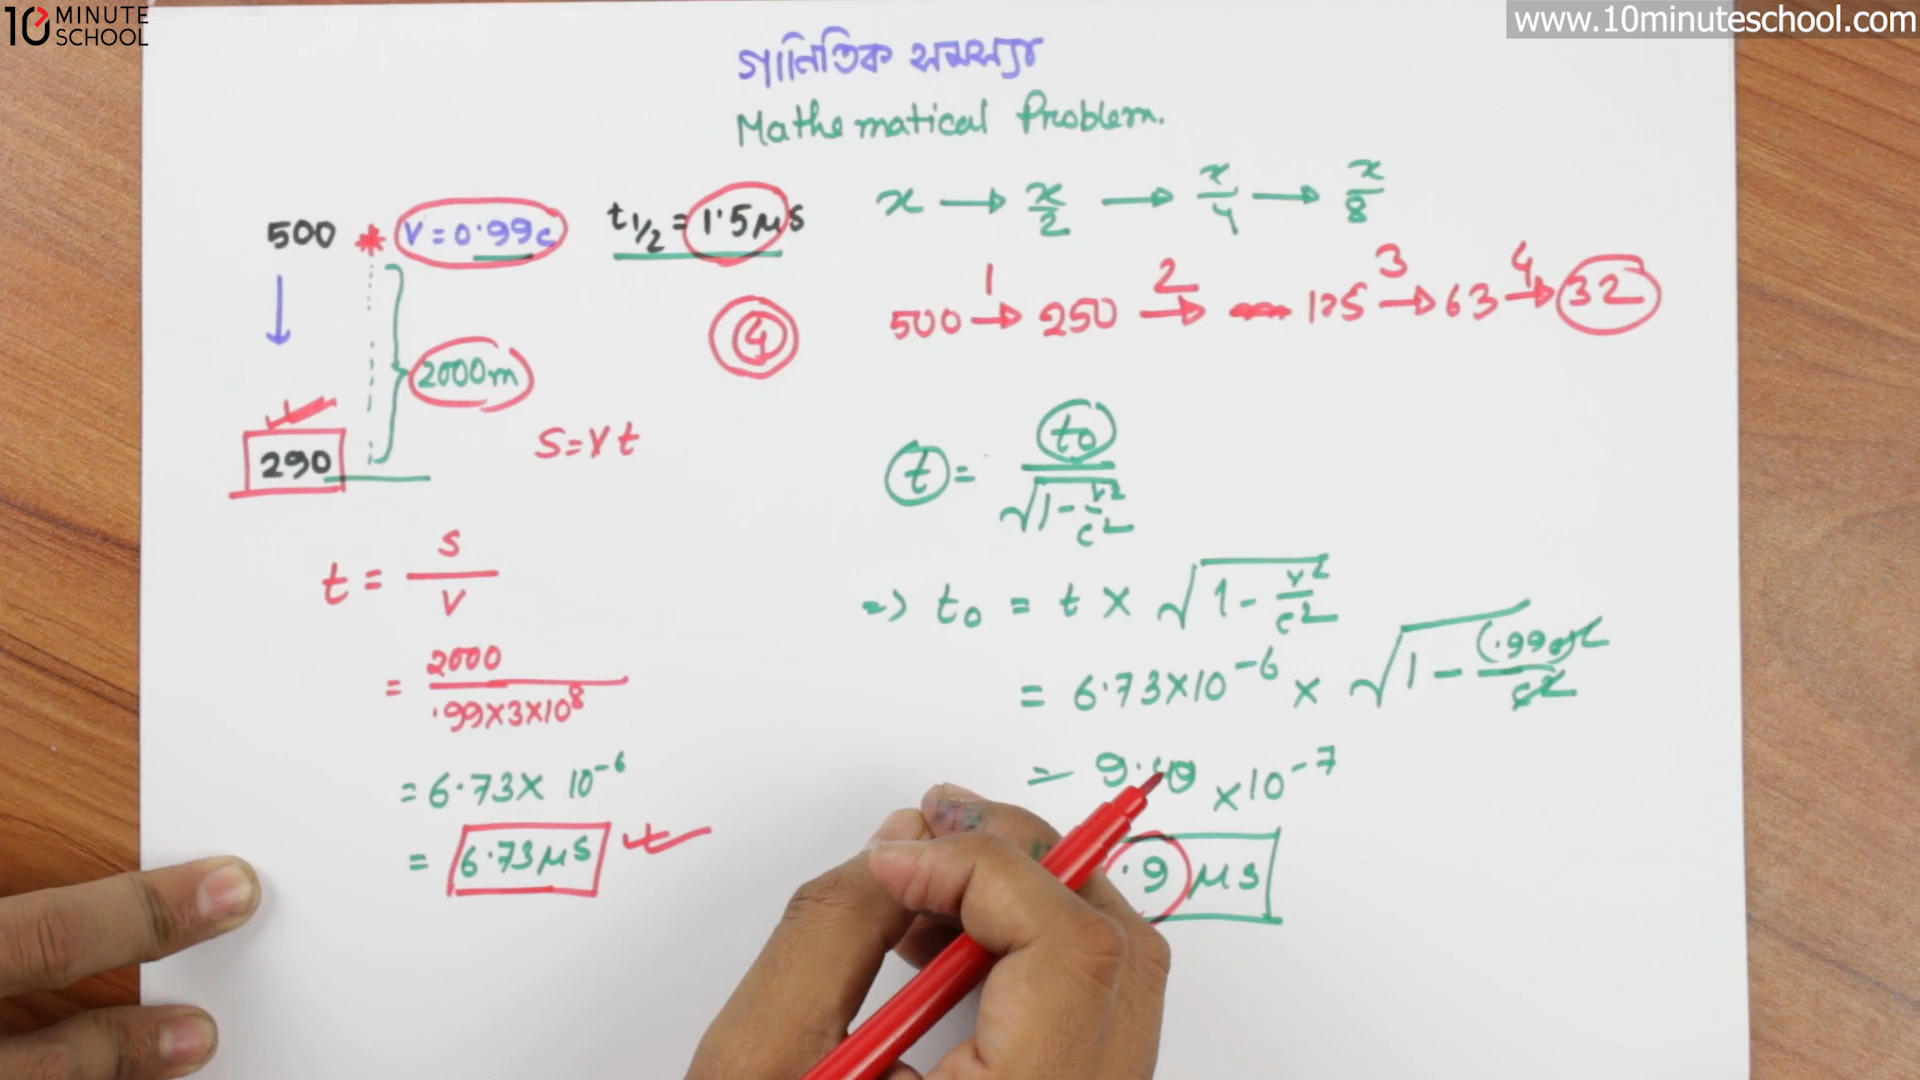 10 MINUTE SCHOOL
www.10minuteschool.com
গানিতিক সমস্যা
Mathematical Problem.
x → x/2 → x/4 → x/8
500 * V = 0.99c t1/2 = 1.5μs
500 1→ 250 2→ 125 3→ 63 4→ 32
4
2000m
290
S = Vt
t = t0 / √1 - v²/c²
t = S / V
=> t0 = t × √1 - v²/c²
= 2000 / .99×3×10⁸
= 6.73×10⁻⁶ × √1 - (.99c)² / c²
= 6.73 × 10⁻⁶
= 9.49 × 10⁻⁷
= 6.73μs t
.9 μs